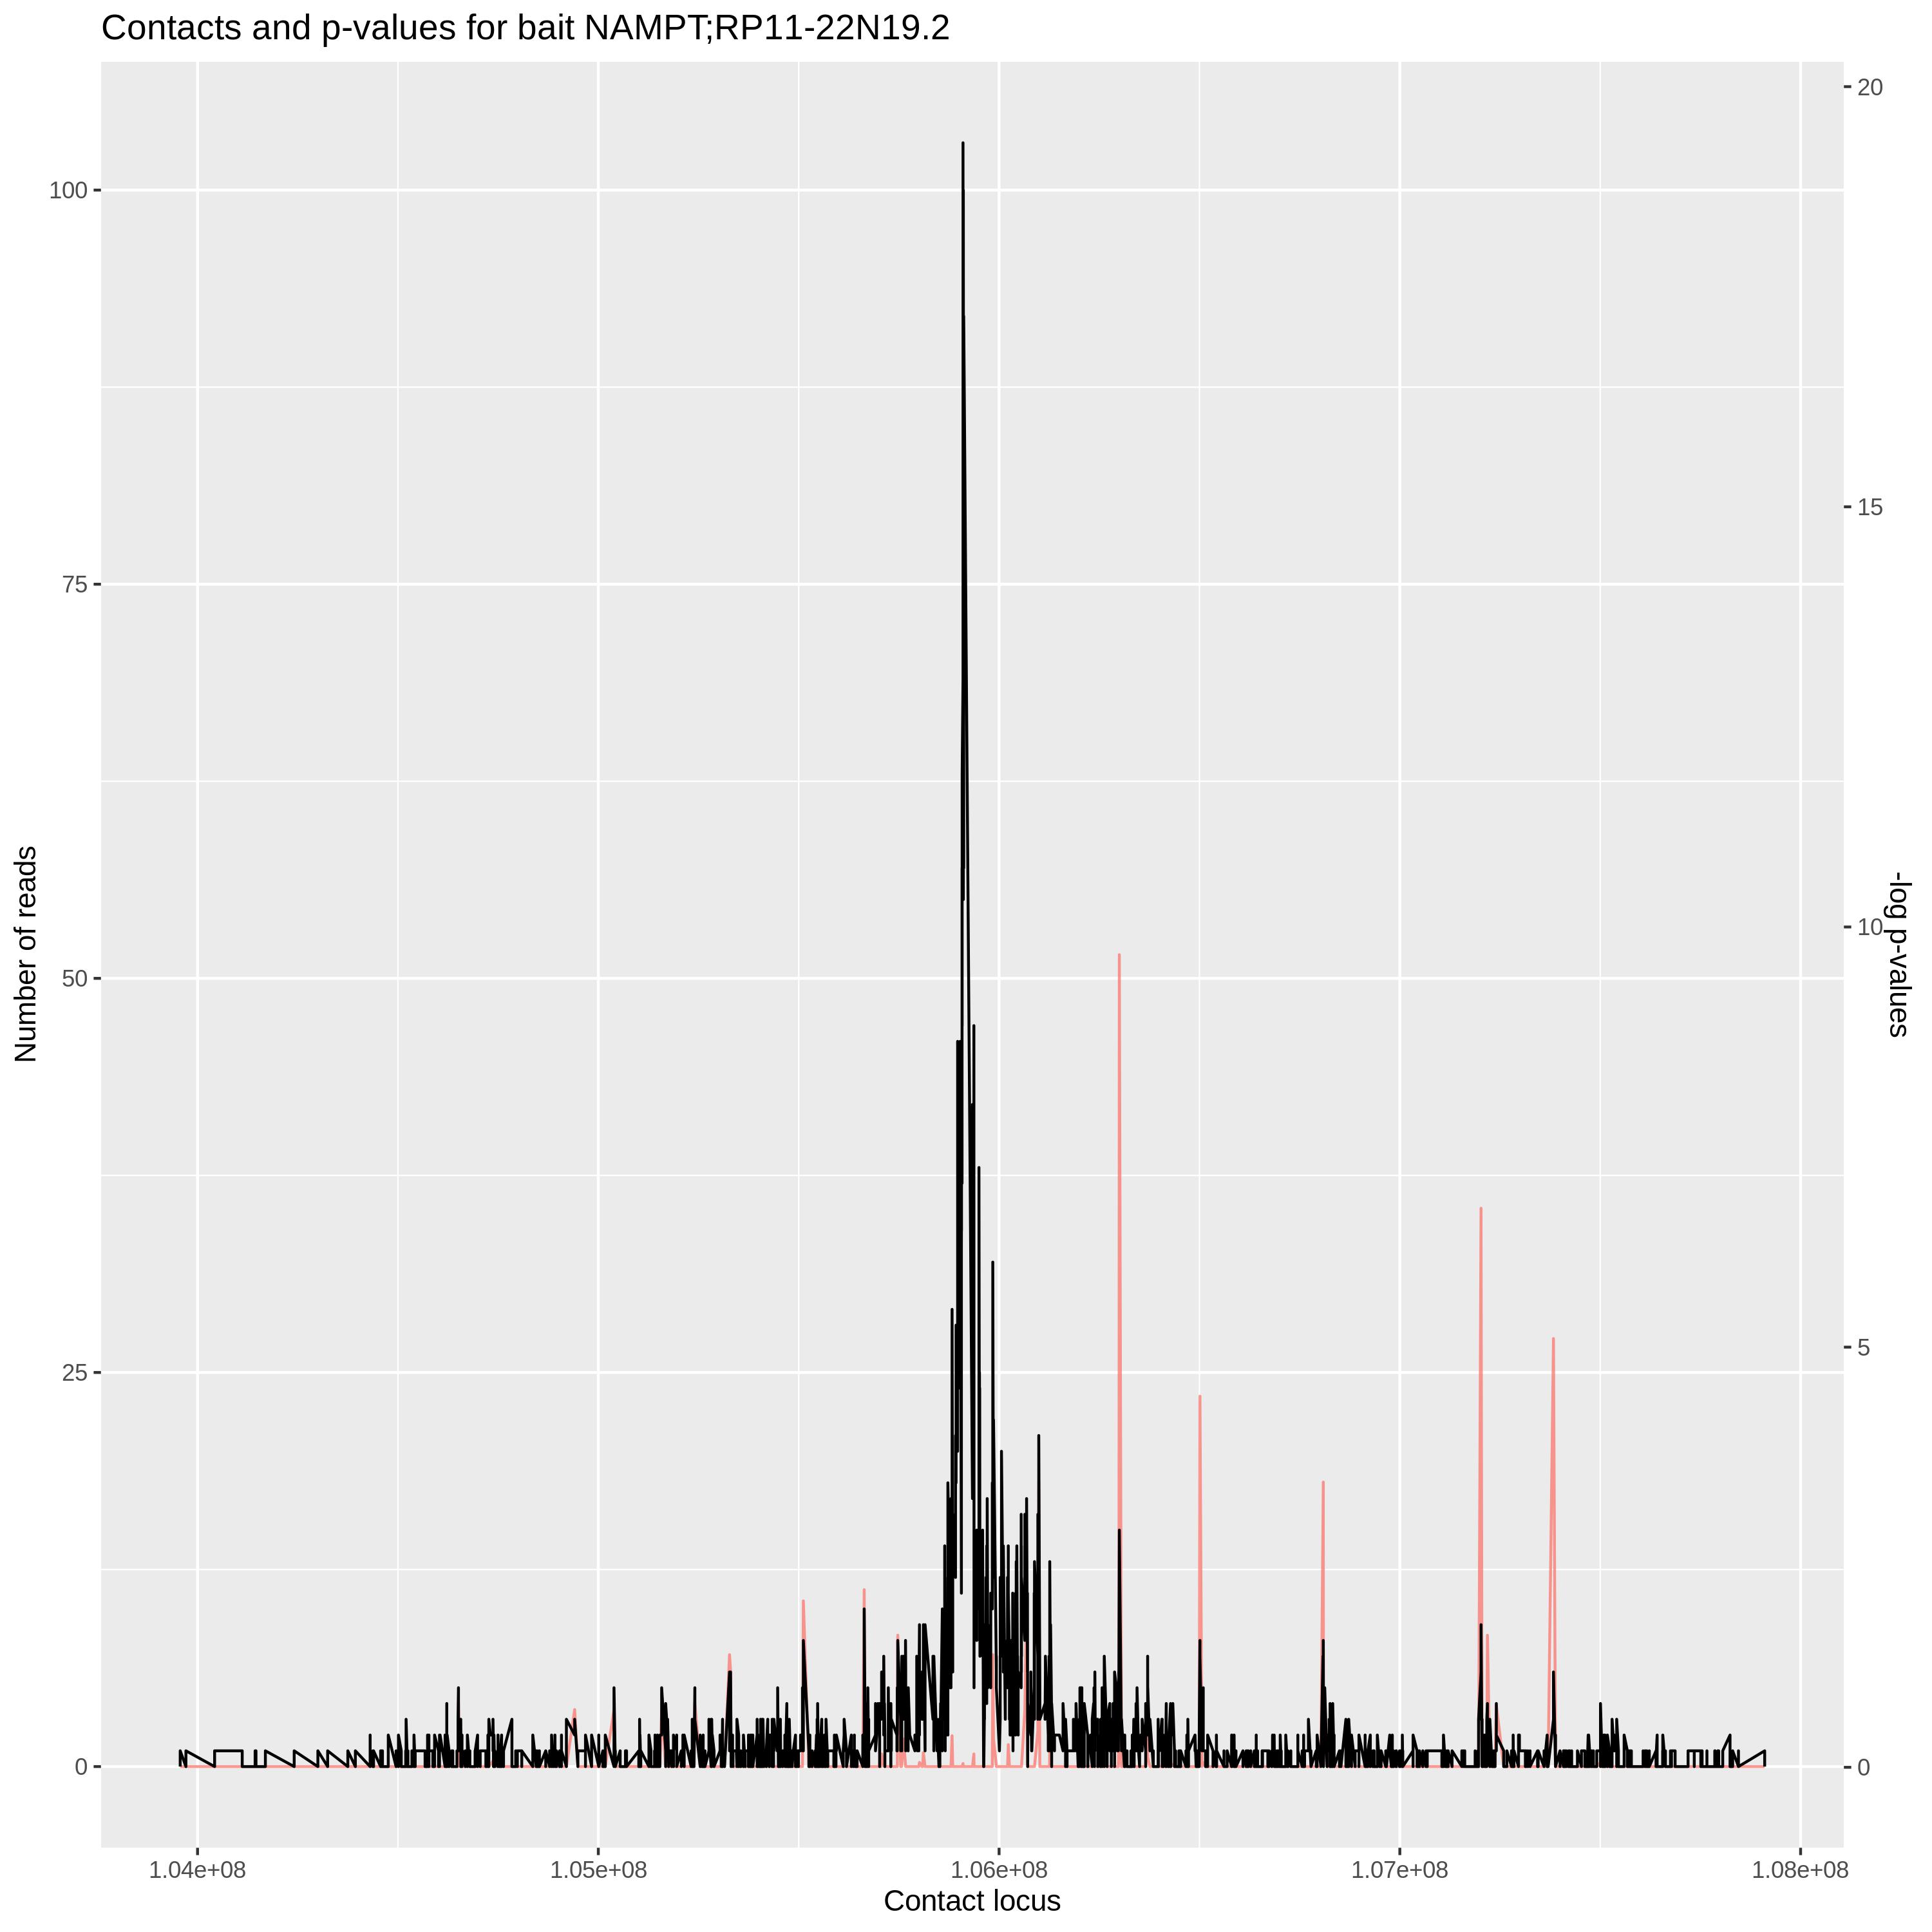 Contacts and p-values for bait NAMPT;RP11-22N19.2
Number of reads
100
75
50
25
0
20
15
10
5
0
-log p-values
1.04e+08 1.05e+08 1.06e+08 1.07e+08 1.08e+08
Contact locus